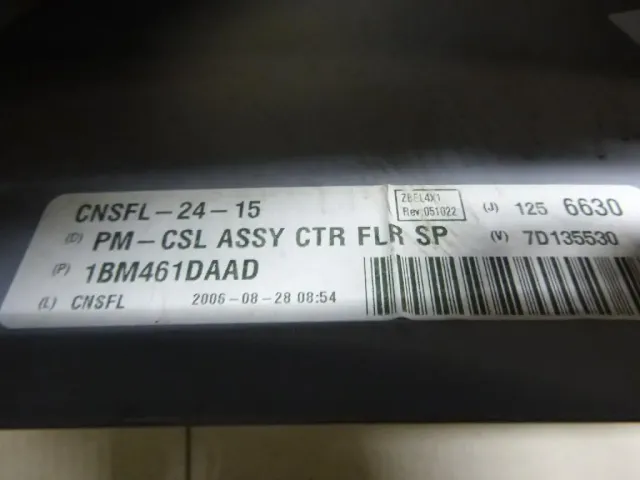 CNSFL-24-15
ZBEL4X1
Rev:051022
(J) 125 6630
(D) PM-CSL ASSY CTR FLR SP
(V) 7D135530
(P) 1BM461DAAD
(L) CNSFL 2006-08-28 08:54